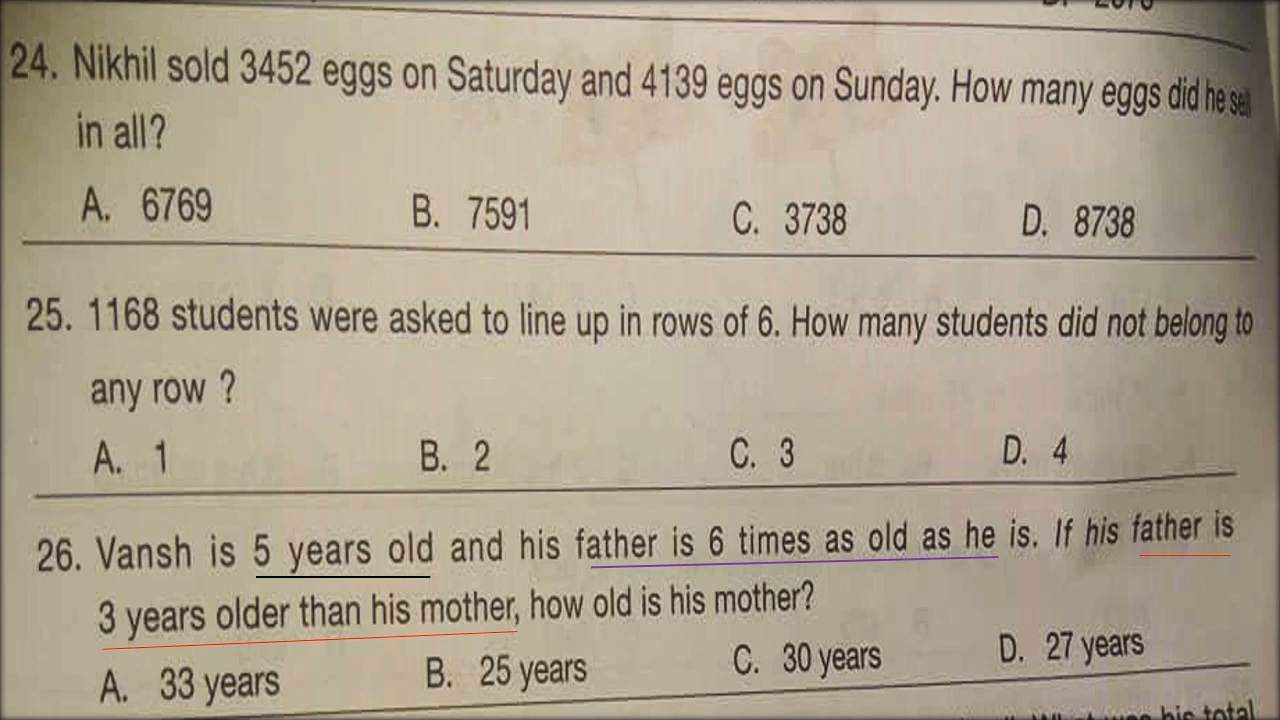 24. Nikhil sold 3452 eggs on Saturday and 4139 eggs on Sunday. How many eggs did he sell
in all?
A. 6769 B. 7591 C. 3738 D. 8738
25. 1168 students were asked to line up in rows of 6. How many students did not belong to
any row ?
A. 1 B. 2 C. 3 D. 4
26. Vansh is 5 years old and his father is 6 times as old as he is. If his father is
3 years older than his mother, how old is his mother?
A. 33 years B. 25 years C. 30 years D. 27 years
his total